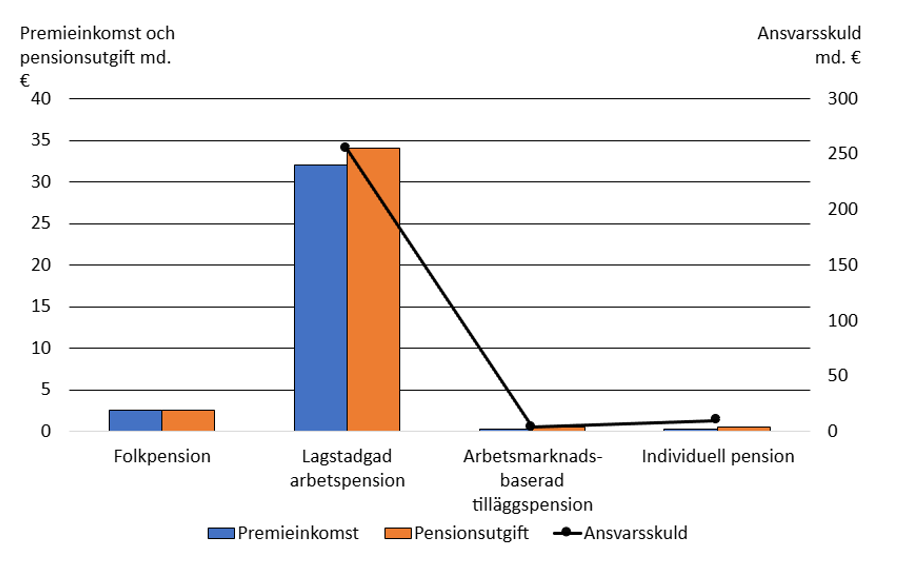 Premieinkomst och
pensionsutgift md.
€
Ansvarsskuld
md. €
40
35
30
25
20
15
10
5
0
300
250
200
150
100
50
0
Folkpension
Lagstadgad
arbetspension
Arbetsmarknads-
baserad
tilläggspension
Individuell pension
Premieinkomst
Pensionsutgift
Ansvarsskuld